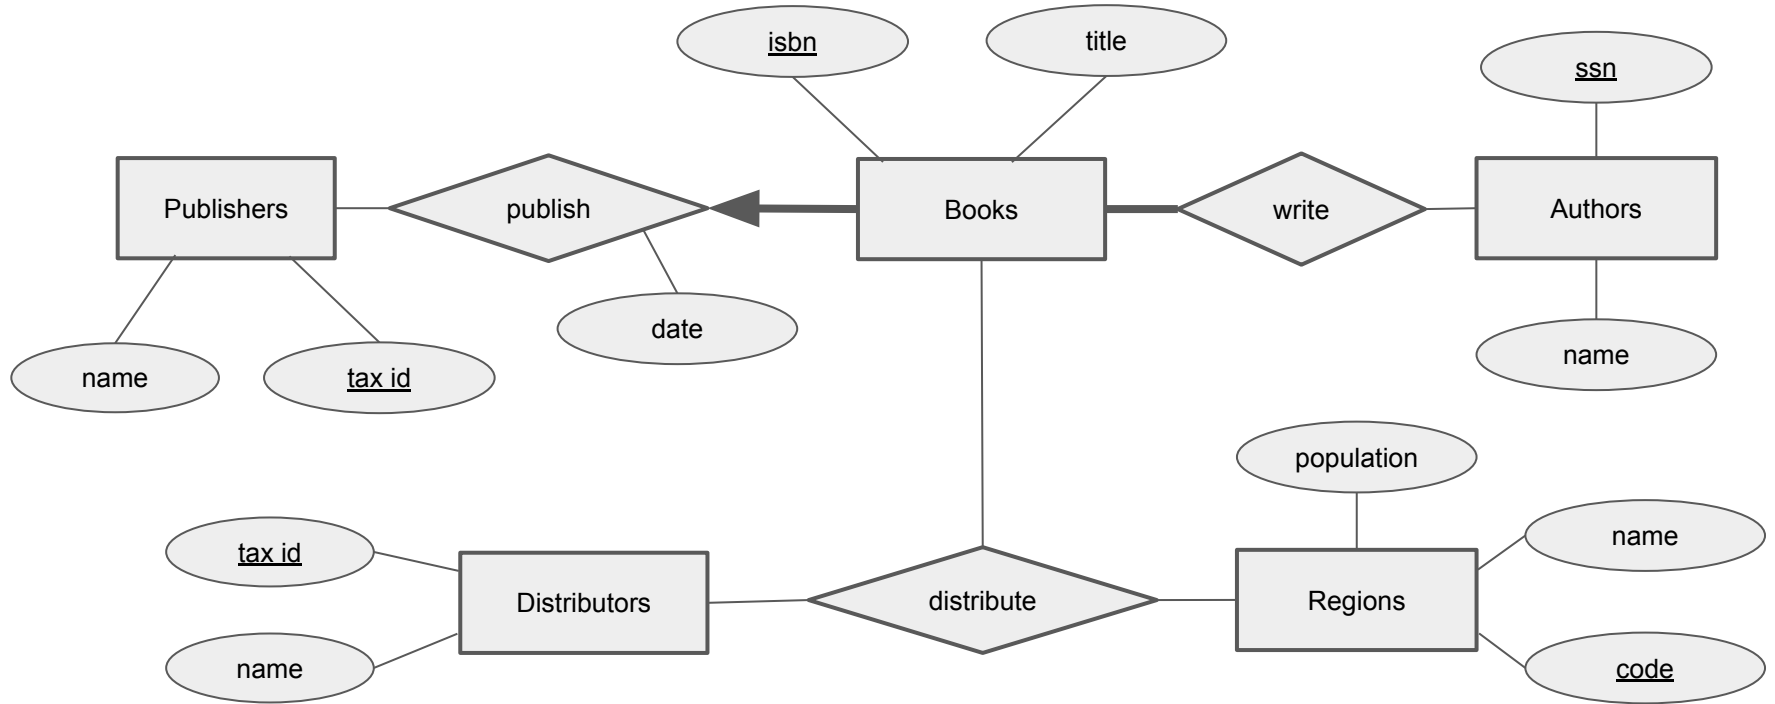 isbn
title
ssn
Publishers
publish
Books
write
Authors
date
name
name
tax id
population
tax id
name
Distributors
distribute
Regions
name
code